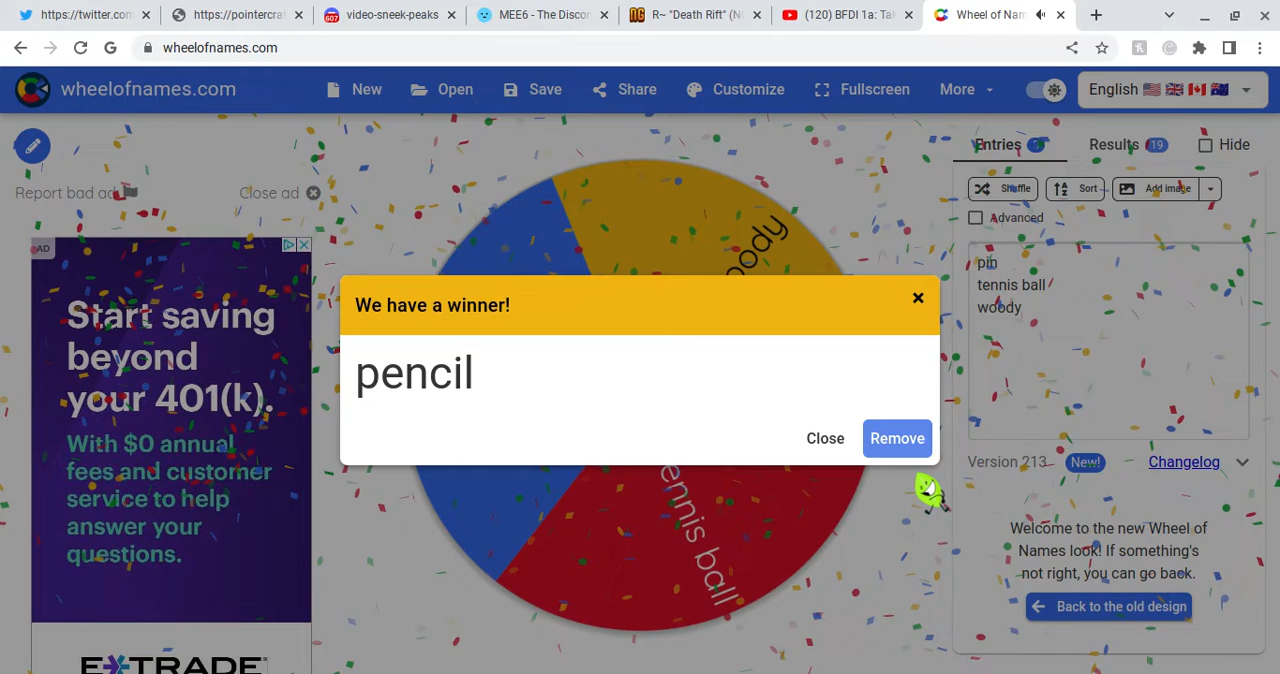 https://twitter.com
https://pointercra
video-sneek-peaks
MEE6 - The Discor
R~ "Death Rift" (N
(120) BFDI 1a: Tak
Wheel of Nam
wheelofnames.com
wheelofnames.com
New
Open
Save
Share
Customize
Fullscreen
More
English
Report bad ad
Close ad
Entries
Results 19
Hide
Shuffle
Sort
Add image
Advanced
pin
tennis ball
woody
AD
Start saving
beyond
your 401(k).
With $0 annual
fees and customer
service to help
answer your
questions.
E*TRADE
oody
ennis ball
We have a winner!
pencil
Close
Remove
Version 213
New!
Changelog
Welcome to the new Wheel of
Names look! If something's
not right, you can go back.
Back to the old design